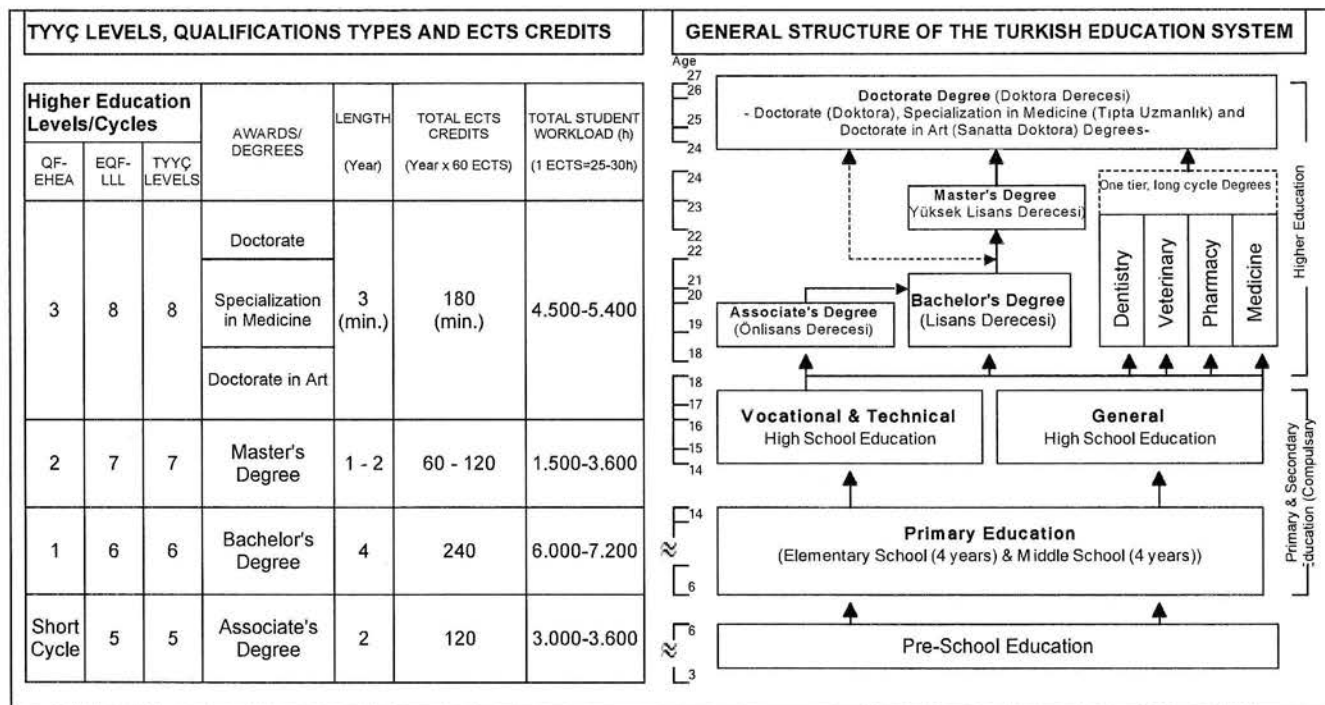 TYYÇ LEVELS, QUALIFICATIONS TYPES AND ECTS CREDITS
Higher Education
Levels/Cycles
QF-
EHEA
EQF-
LLL
TYYÇ
LEVELS
AWARDS/
DEGREES
LENGTH
(Year)
TOTAL ECTS
CREDITS
(Year x 60 ECTS)
TOTAL STUDENT
WORKLOAD (h)
(1 ECTS=25-30h)
3
8
8
Doctorate
Specialization
in Medicine
Doctorate in Art
3
(min.)
180
(min.)
4.500-5.400
2
7
7
Master's
Degree
1 - 2
60 - 120
1.500-3.600
1
6
6
Bachelor's
Degree
4
240
6.000-7.200
Short
Cycle
5
5
Associate's
Degree
2
120
3.000-3.600
GENERAL STRUCTURE OF THE TURKISH EDUCATION SYSTEM
Age
27
26
25
24
24
23
22
22
21
20
19
18
18
17
16
15
14
14
6
6
3
Doctorate Degree (Doktora Derecesi)
- Doctorate (Doktora), Specialization in Medicine (Tıpta Uzmanlık) and
Doctorate in Art (Sanatta Doktora) Degrees-
Master's Degree
Yüksek Lisans Derecesi)
One tier, long cycle Degrees
Dentistry
Veterinary
Pharmacy
Medicine
Associate's Degree
(Önlisans Derecesi)
Bachelor's Degree
(Lisans Derecesi)
Vocational & Technical
High School Education
General
High School Education
Primary Education
(Elementary School (4 years) & Middle School (4 years))
Pre-School Education
Higher Education
Primary & Secondary
Education (Compulsary